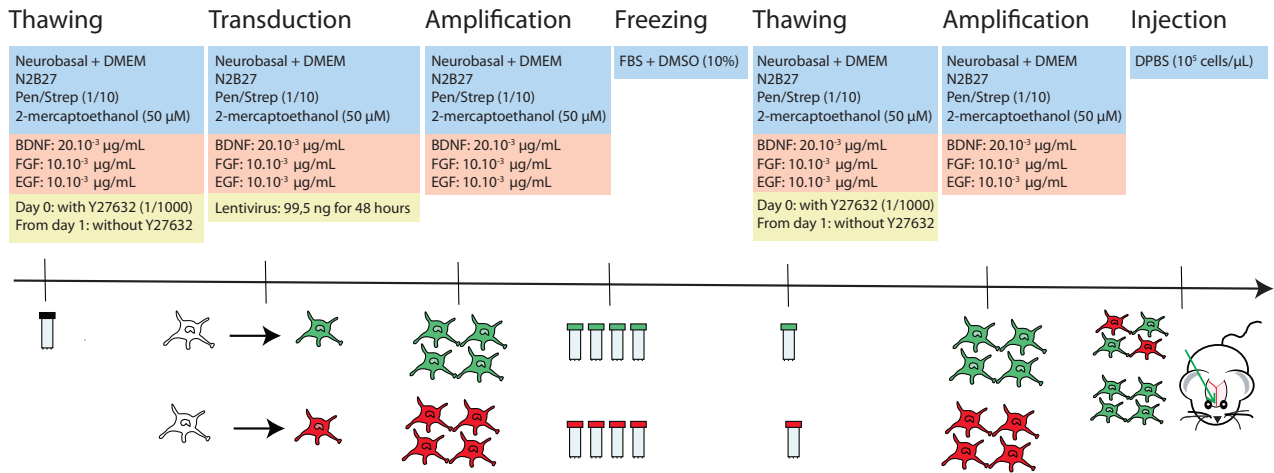 Thawing
Neurobasal + DMEM
N2B27
Pen/Strep (1/10)
2-mercaptoethanol (50 µM)
BDNF: 20.10⁻³ µg/mL
FGF: 10.10⁻³ µg/mL
EGF: 10.10⁻³ µg/mL
Day 0: with Y27632 (1/1000)
From day 1: without Y27632
Transduction
Neurobasal + DMEM
N2B27
Pen/Strep (1/10)
2-mercaptoethanol (50 µM)
BDNF: 20.10⁻³ µg/mL
FGF: 10.10⁻³ µg/mL
EGF: 10.10⁻³ µg/mL
Lentivirus: 99,5 ng for 48 hours
Amplification
Neurobasal + DMEM
N2B27
Pen/Strep (1/10)
2-mercaptoethanol (50 µM)
BDNF: 20.10⁻³ µg/mL
FGF: 10.10⁻³ µg/mL
EGF: 10.10⁻³ µg/mL
Freezing
FBS + DMSO (10%)
Thawing
Neurobasal + DMEM
N2B27
Pen/Strep (1/10)
2-mercaptoethanol (50 µM)
BDNF: 20.10⁻³ µg/mL
FGF: 10.10⁻³ µg/mL
EGF: 10.10⁻³ µg/mL
Day 0: with Y27632 (1/1000)
From day 1: without Y27632
Amplification
Neurobasal + DMEM
N2B27
Pen/Strep (1/10)
2-mercaptoethanol (50 µM)
BDNF: 20.10⁻³ µg/mL
FGF: 10.10⁻³ µg/mL
EGF: 10.10⁻³ µg/mL
Injection
DPBS (10⁵ cells/µL)